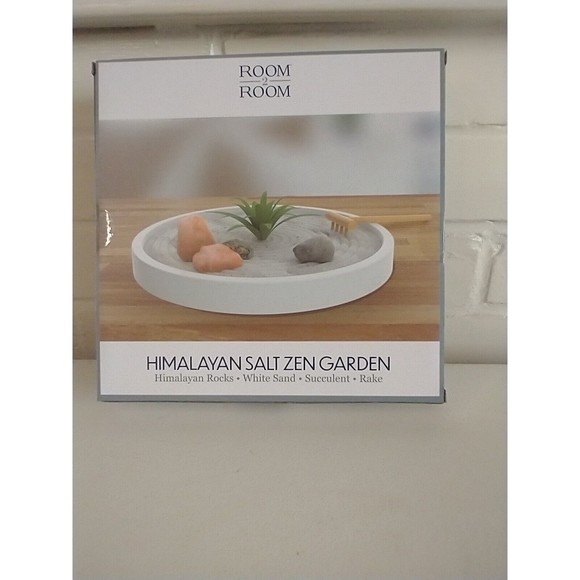 ROOM
2
ROOM
HIMALAYAN SALT ZEN GARDEN
Himalayan Rocks • White Sand • Succulent • Rake